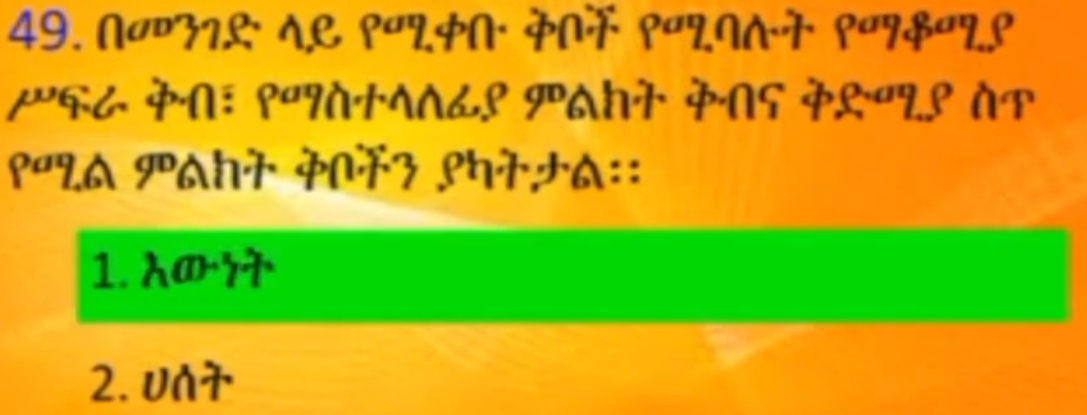 49. በመንገድ ላይ የሚቀቡ ቅቦች የሚባሉት የማቆሚያ
ሥፍራ ቅብ፤ የማስተላለፊያ ምልክት ቅብና ቅድሚያ ስጥ
የሚል ምልክት ቅቦችን ያካትታል፡፡
1. እውነት
2. ሀሰት